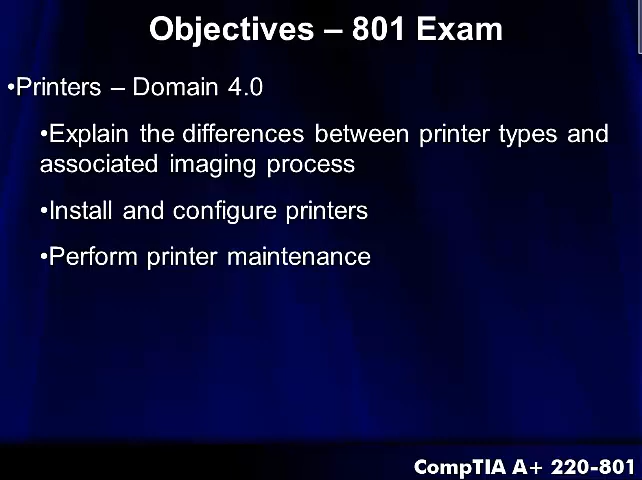 Objectives – 801 Exam
•Printers – Domain 4.0
•Explain the differences between printer types and
associated imaging process
•Install and configure printers
•Perform printer maintenance
CompTIA A+ 220-801